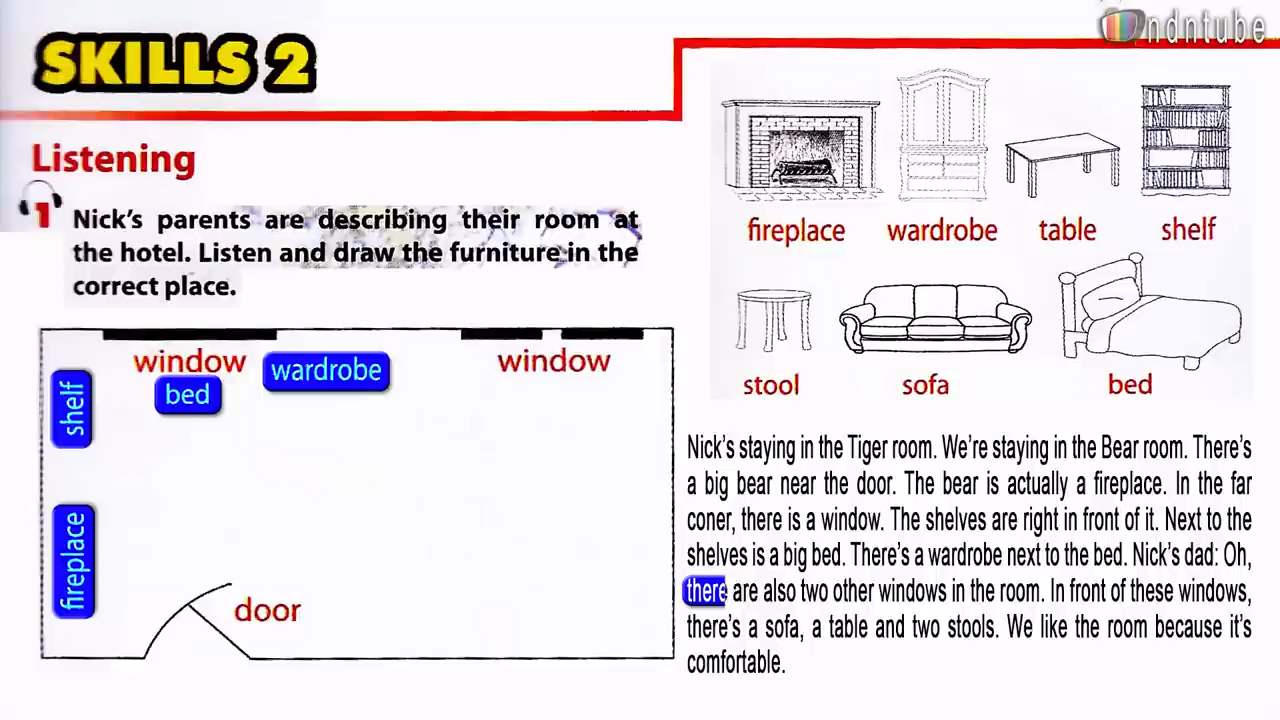 ndntube
SKILLS 2
Listening
1 Nick's parents are describing their room at
the hotel. Listen and draw the furniture in the
correct place.
window
wardrobe
window
bed
shelf
fireplace
door
fireplace wardrobe table shelf
stool sofa bed
Nick's staying in the Tiger room. We're staying in the Bear room. There's
a big bear near the door. The bear is actually a fireplace. In the far
coner, there is a window. The shelves are right in front of it. Next to the
shelves is a big bed. There's a wardrobe next to the bed. Nick's dad: Oh,
there are also two other windows in the room. In front of these windows,
there's a sofa, a table and two stools. We like the room because it's
comfortable.